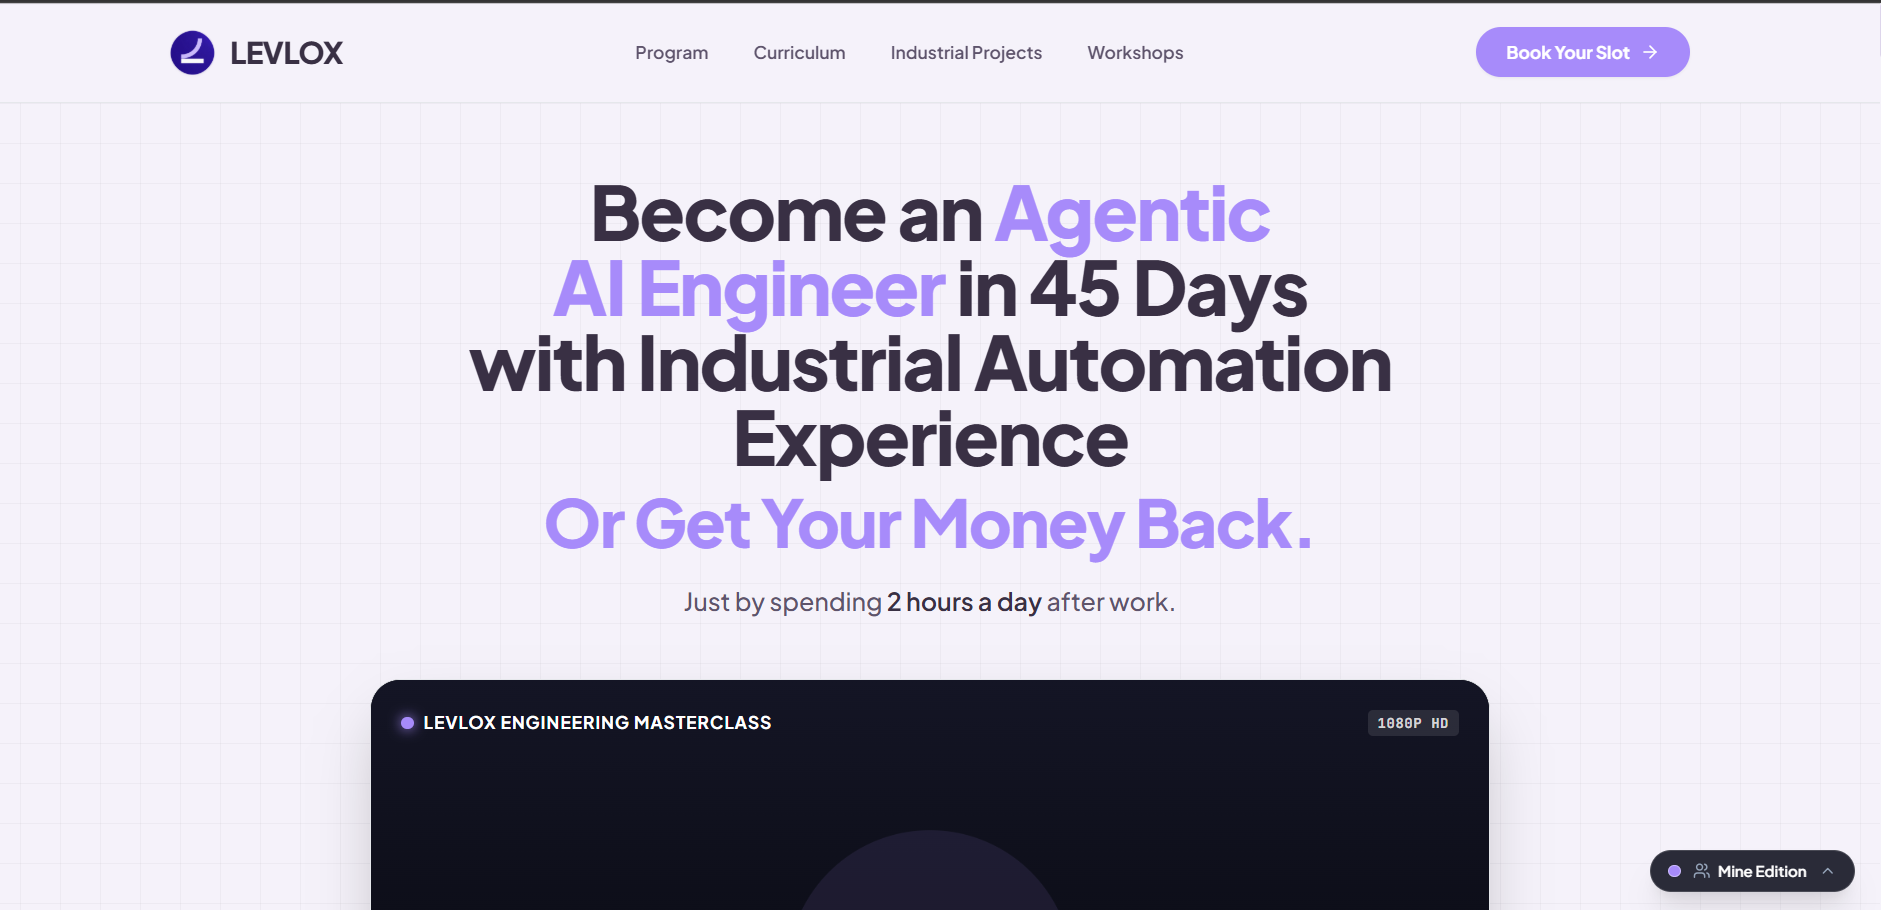 LEVLOX
Program
Curriculum
Industrial Projects
Workshops
Book Your Slot
Become an Agentic
AI Engineer in 45 Days
with Industrial Automation
Experience
Or Get Your Money Back.
Just by spending 2 hours a day after work.
LEVLOX ENGINEERING MASTERCLASS
1080P HD
Mine Edition